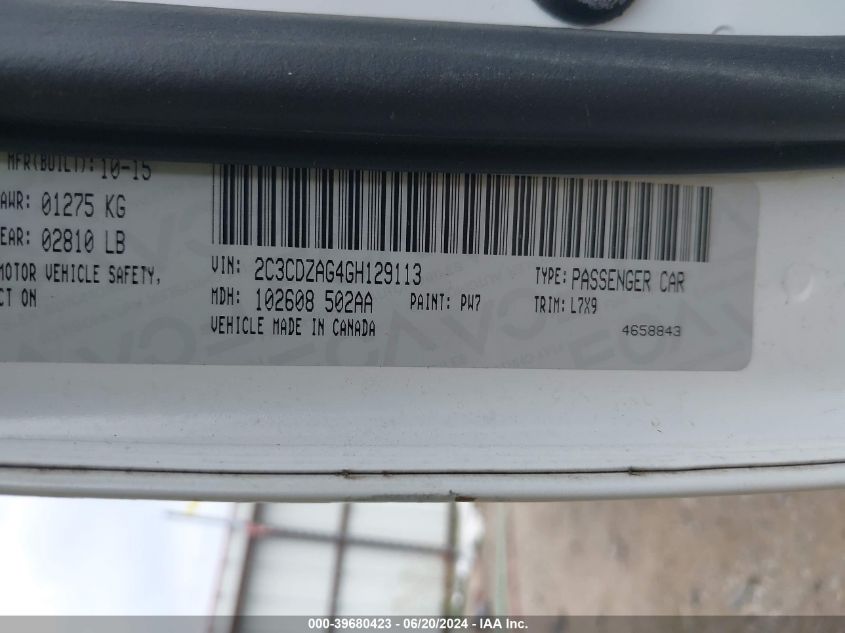 MFR(BUILT): 10-15
AWR: 01275 KG
EAR: 02810 LB
MOTOR VEHICLE SAFETY,
CT ON
VIN: 2C3CDZAG4GH129113 TYPE: PASSENGER CAR
MDH: 102608 502AA PAINT: PW7 TRIM: L7X9
VEHICLE MADE IN CANADA 4658843
000-39680423 - 06/20/2024 - IAA Inc.